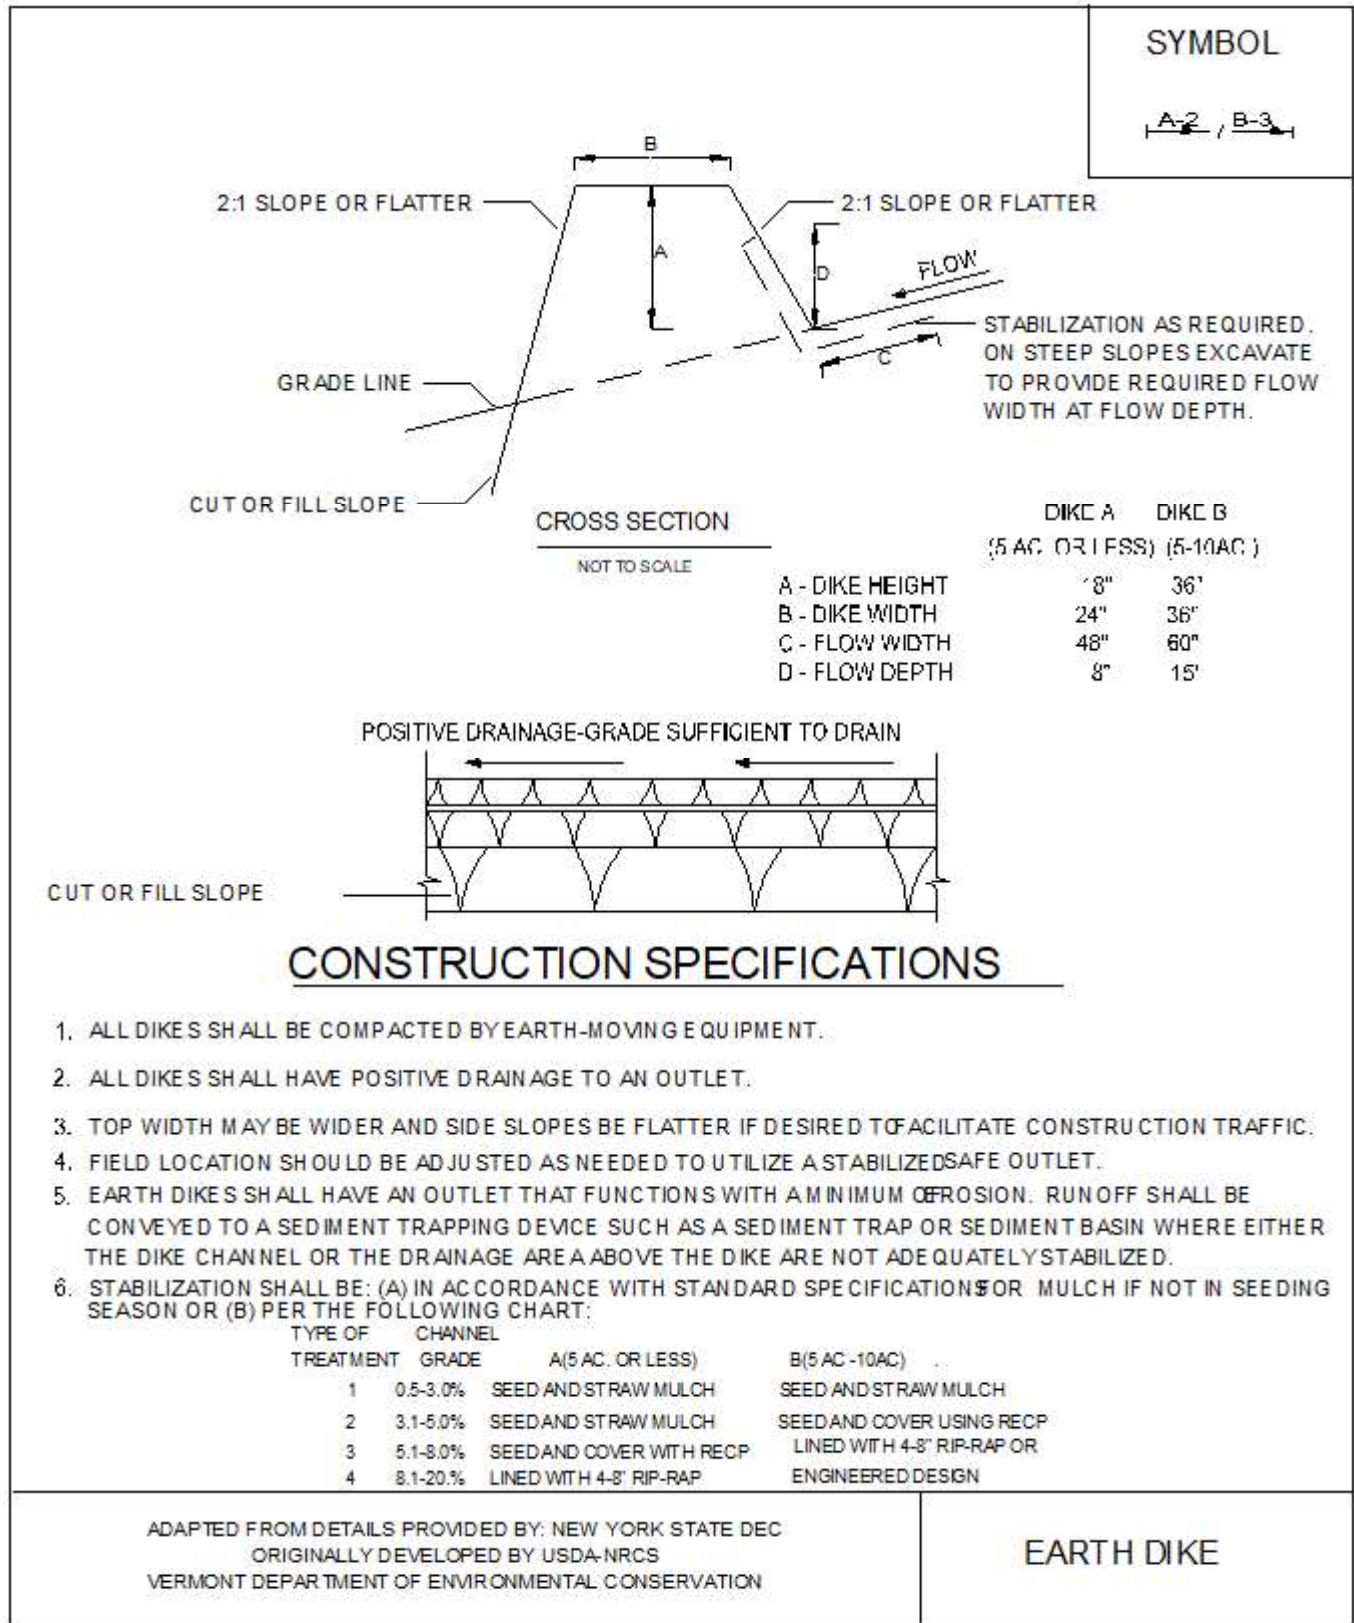 SYMBOL
A-2 / B-3
B
2:1 SLOPE OR FLATTER
2:1 SLOPE OR FLATTER
A
D
FLOW
STABILIZATION AS REQUIRED.
ON STEEP SLOPES EXCAVATE
TO PROVIDE REQUIRED FLOW
WIDTH AT FLOW DEPTH.
C
GRADE LINE
CUT OR FILL SLOPE
CROSS SECTION
NOT TO SCALE
DIKE A DIKE B
(5 AC. OR LESS) (5-10AC.)
A - DIKE HEIGHT 18" 36"
B - DIKE WIDTH 24" 36"
C - FLOW WIDTH 48" 60"
D - FLOW DEPTH 8" 15"
POSITIVE DRAINAGE-GRADE SUFFICIENT TO DRAIN
CUT OR FILL SLOPE
CONSTRUCTION SPECIFICATIONS
1. ALL DIKES SHALL BE COMPACTED BY EARTH-MOVING EQUIPMENT.
2. ALL DIKES SHALL HAVE POSITIVE DRAINAGE TO AN OUTLET.
3. TOP WIDTH MAY BE WIDER AND SIDE SLOPES BE FLATTER IF DESIRED TO FACILITATE CONSTRUCTION TRAFFIC.
4. FIELD LOCATION SHOULD BE ADJUSTED AS NEEDED TO UTILIZE A STABILIZED SAFE OUTLET.
5. EARTH DIKES SHALL HAVE AN OUTLET THAT FUNCTIONS WITH A MINIMUM OF EROSION. RUNOFF SHALL BE
CONVEYED TO A SEDIMENT TRAPPING DEVICE SUCH AS A SEDIMENT TRAP OR SEDIMENT BASIN WHERE EITHER
THE DIKE CHANNEL OR THE DRAINAGE AREA ABOVE THE DIKE ARE NOT ADEQUATELY STABILIZED.
6. STABILIZATION SHALL BE: (A) IN ACCORDANCE WITH STANDARD SPECIFICATIONS FOR MULCH IF NOT IN SEEDING
SEASON OR (B) PER THE FOLLOWING CHART:
TYPE OF CHANNEL
TREATMENT GRADE A(5 AC. OR LESS) B(5 AC -10AC) .
1 0.5-3.0% SEED AND STRAW MULCH SEED AND STRAW MULCH
2 3.1-5.0% SEED AND STRAW MULCH SEED AND COVER USING RECP
3 5.1-8.0% SEED AND COVER WITH RECP LINED WITH 4-8" RIP-RAP OR
4 8.1-20.% LINED WITH 4-8" RIP-RAP ENGINEERED DESIGN
ADAPTED FROM DETAILS PROVIDED BY: NEW YORK STATE DEC
ORIGINALLY DEVELOPED BY USDA-NRCS
VERMONT DEPARTMENT OF ENVIRONMENTAL CONSERVATION
EARTH DIKE